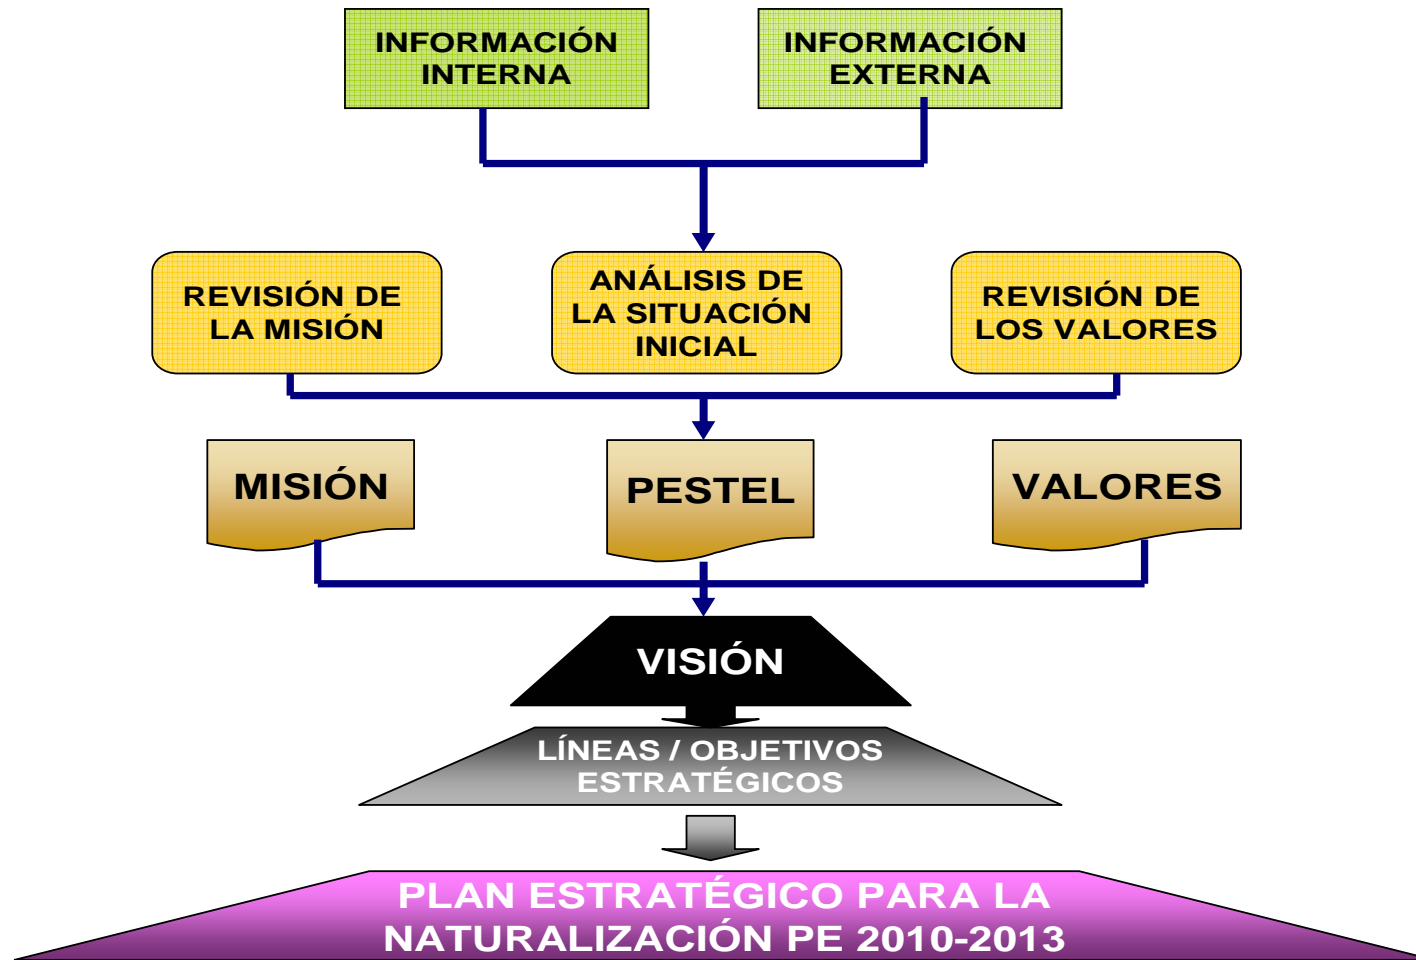 INFORMACIÓN
INTERNA
INFORMACIÓN
EXTERNA
REVISIÓN DE
LA MISIÓN
ANÁLISIS DE
LA SITUACIÓN
INICIAL
REVISIÓN DE
LOS VALORES
MISIÓN
PESTEL
VALORES
VISIÓN
LÍNEAS / OBJETIVOS
ESTRATÉGICOS
PLAN ESTRATÉGICO PARA LA
NATURALIZACIÓN PE 2010-2013